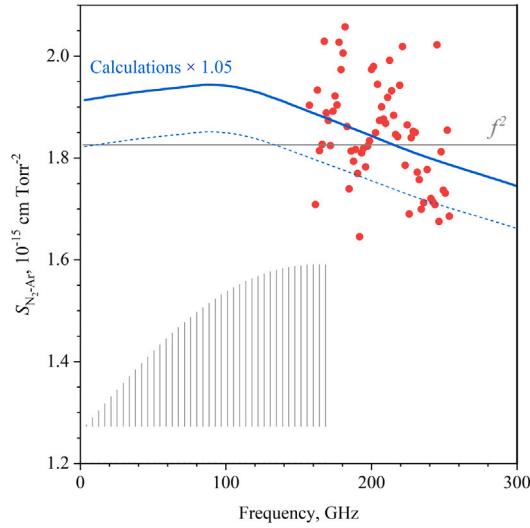 2.0
Calculations × 1.05
f²
1.8
1.6
1.4
1.2
S_N₂-Ar, 10⁻¹⁵ cm Torr⁻²
0 100 200 300
Frequency, GHz